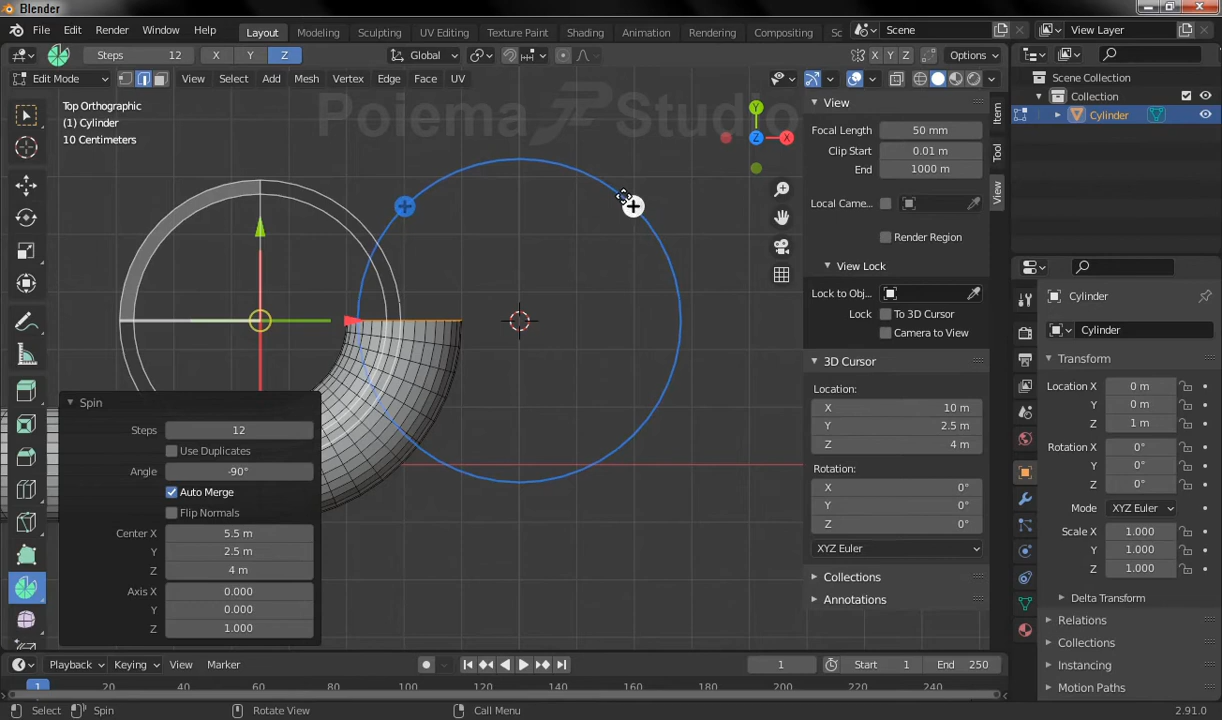 Blender
File Edit Render Window Help Layout Modeling Sculpting UV Editing Texture Paint Shading Animation Rendering Compositing Sc Scene View Layer
Steps 12 X Y Z Global X Y Z Options
Edit Mode View Select Add Mesh Vertex Edge Face UV
Scene Collection
Collection
Cylinder
Top Orthographic
(1) Cylinder
10 Centimeters
Poiema Studio
Y
Z X
View
Focal Length 50 mm
Clip Start 0.01 m
End 1000 m
Local Came...
Render Region
View Lock
Lock to Obj...
Lock To 3D Cursor
Camera to View
3D Cursor
Location:
X 10 m
Y 2.5 m
Z 4 m
Rotation:
X 0°
Y 0°
Z 0°
XYZ Euler
Collections
Annotations
Item
Tool
View
Cylinder
Cylinder
Transform
Location X 0 m
Y 0 m
Z 1 m
Rotation X 0°
Y 0°
Z 0°
Mode XYZ Euler
Scale X 1.000
Y 1.000
Z 1.000
Delta Transform
Relations
Collections
Instancing
Motion Paths
Spin
Steps 12
Use Duplicates
Angle -90°
Auto Merge
Flip Normals
Center X 5.5 m
Y 2.5 m
Z 4 m
Axis X 0.000
Y 0.000
Z 1.000
Playback Keying View Marker 1 Start 1 End 250
1 20 40 60 80 100 120 140 160 180 200 220 240
Select Spin Rotate View Call Menu 2.91.0